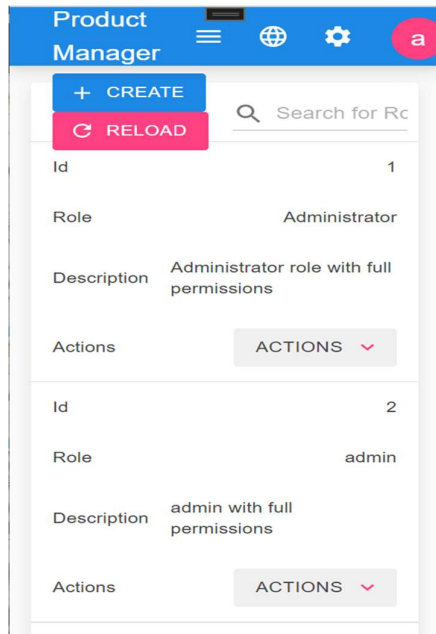 Product
Manager
a
+ CREATE
RELOAD
Search for Rc
Id 1
Role Administrator
Description Administrator role with full
permissions
Actions ACTIONS
Id 2
Role admin
Description admin with full
permissions
Actions ACTIONS